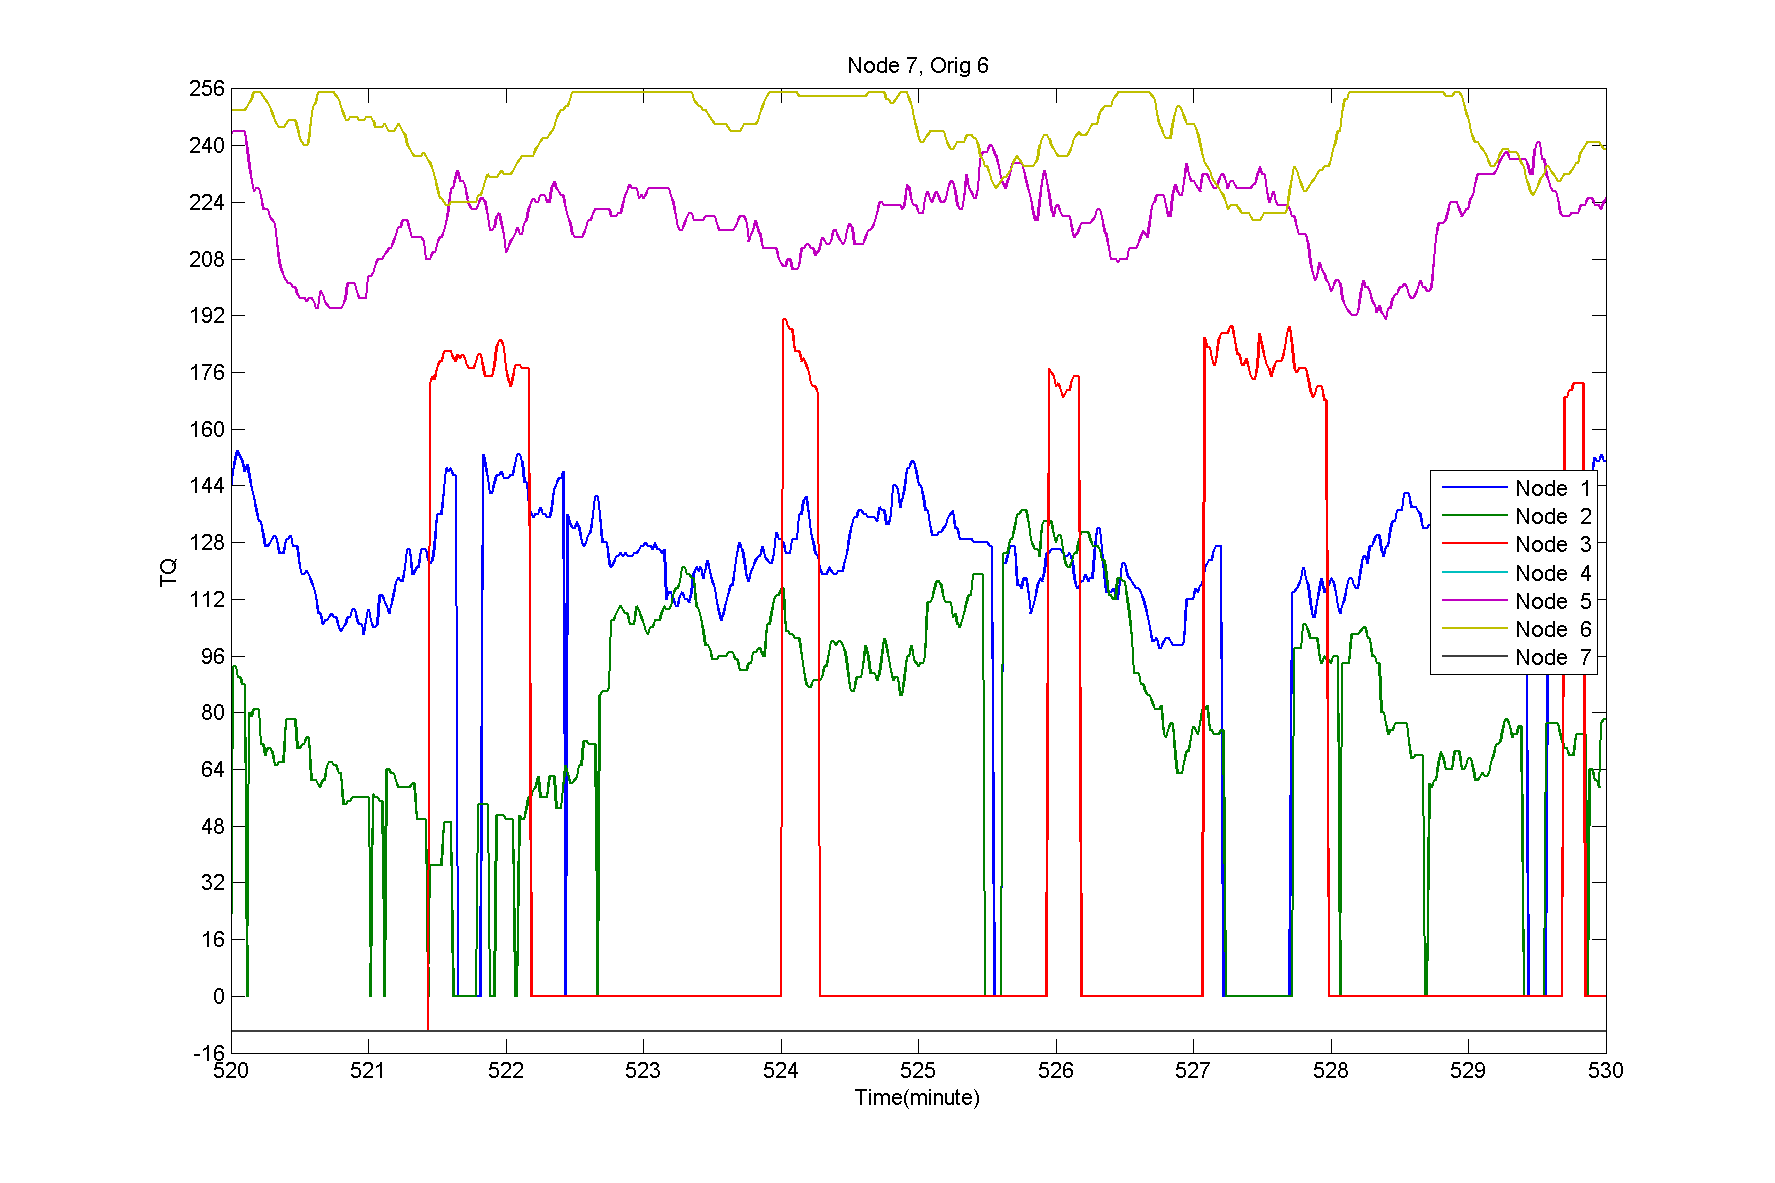 Node 7, Orig 6
256
240
224
208
192
176
160
144
128
112
96
80
64
48
32
16
0
-16
TQ
Node 1
Node 2
Node 3
Node 4
Node 5
Node 6
Node 7
520 521 522 523 524 525 526 527 528 529 530
Time(minute)